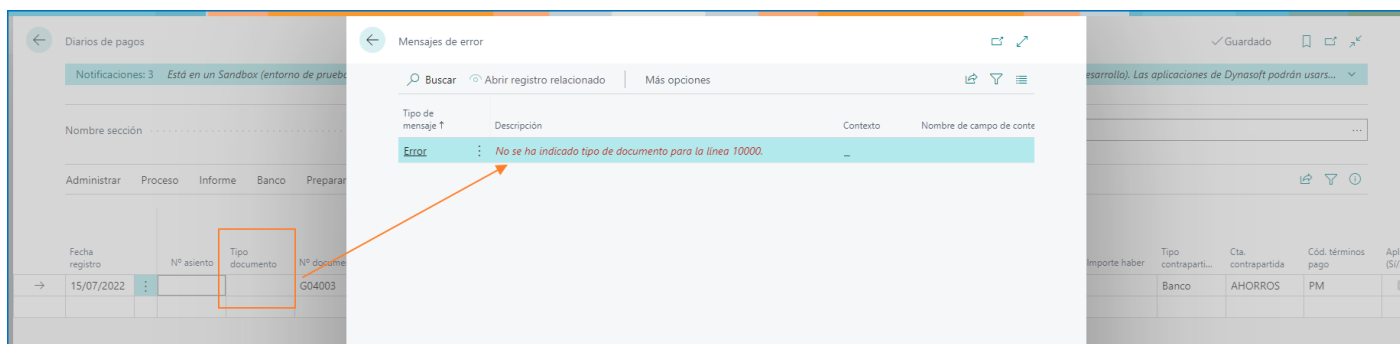 Diarios de pagos
Mensajes de error
Guardado
Notificaciones: 3 Está en un Sandbox (entorno de prueba
esarrollo). Las aplicaciones de Dynasoft podrán usars...
Buscar Abrir registro relacionado Más opciones
Nombre sección
Tipo de
mensaje ↑ Descripción Contexto Nombre de campo de conte
Error No se ha indicado tipo de documento para la línea 10000. _
Administrar Proceso Informe Banco Preparar
Fecha
registro Nº asiento Tipo
documento Nº docume
Importe haber Tipo
contraparti... Cta.
contrapartida Cód. términos
pago Apl
(Sí/
15/07/2022 G04003 Banco AHORROS PM